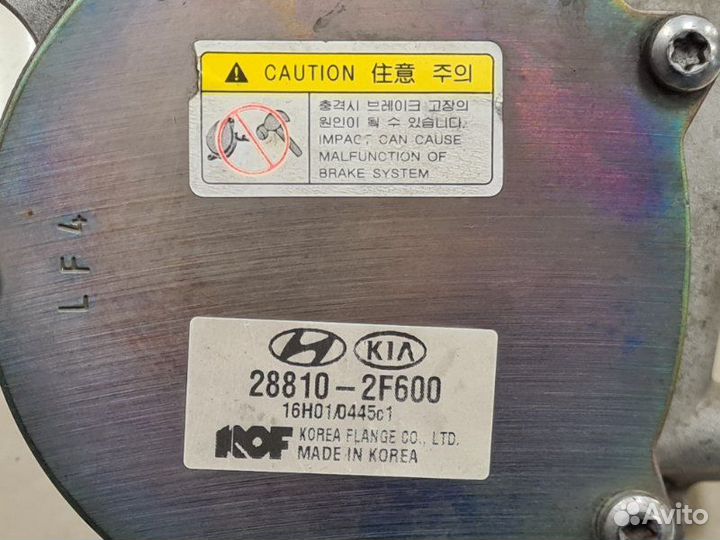 CAUTION 住意 주의
충격시 브레이크 고장의
원인이 될 수 있습니다.
IMPACT CAN CAUSE
MALFUNCTION OF
BRAKE SYSTEM
LF4
KIA
28810-2F600
16H01/0445c1
KOF KOREA FLANGE CO., LTD.
MADE IN KOREA
Avito